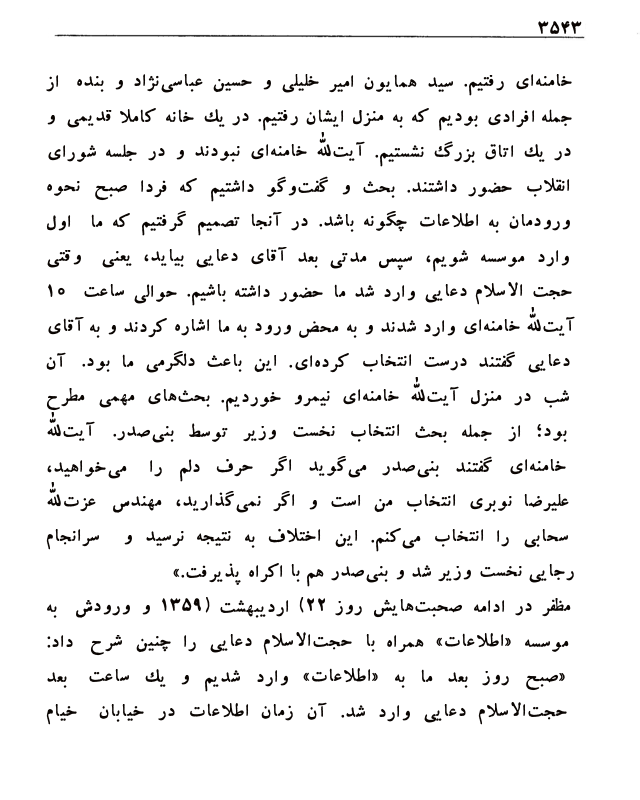 ۳۵۴۳
خامنه‌ای رفتیم. سید همایون امیر خلیلی و حسین عباسی‌نژاد و بنده از
جمله افرادی بودیم که به منزل ایشان رفتیم. در یك خانه کاملا قدیمی و
در یك اتاق بزرگ نشستیم. آیت‌الله خامنه‌ای نبودند و در جلسه شورای
انقلاب حضور داشتند. بحث و گفت‌وگو داشتیم که فردا صبح نحوه
ورودمان به اطلاعات چگونه باشد. در آنجا تصمیم گرفتیم که ما اول
وارد موسسه شویم، سپس مدتی بعد آقای دعایی بیاید، یعنی وقتی
حجت الاسلام دعایی وارد شد ما حضور داشته باشیم. حوالی ساعت ۱۰
آیت‌الله خامنه‌ای وارد شدند و به محض ورود به ما اشاره کردند و به آقای
دعایی گفتند درست انتخاب کرده‌ای. این باعث دلگرمی ما بود. آن
شب در منزل آیت‌الله خامنه‌ای نیمرو خوردیم. بحث‌های مهمی مطرح
بود؛ از جمله بحث انتخاب نخست وزیر توسط بنی‌صدر. آیت‌الله
خامنه‌ای گفتند بنی‌صدر می‌گوید اگر حرف دلم را می‌خواهید،
علیرضا نوبری انتخاب من است و اگر نمی‌گذارید، مهندس عزت‌الله
سحابی را انتخاب می‌کنم. این اختلاف به نتیجه نرسید و سرانجام
رجایی نخست وزیر شد و بنی‌صدر هم با اکراه پذیرفت.»
مظفر در ادامه صحبت‌هایش روز ۲۲) اردیبهشت (۱۳۵۹ و ورودش به
موسسه «اطلاعات» همراه با حجت‌الاسلام دعایی را چنین شرح داد:
«صبح روز بعد ما به «اطلاعات» وارد شدیم و یك ساعت بعد
حجت‌الاسلام دعایی وارد شد. آن زمان اطلاعات در خیابان خیام